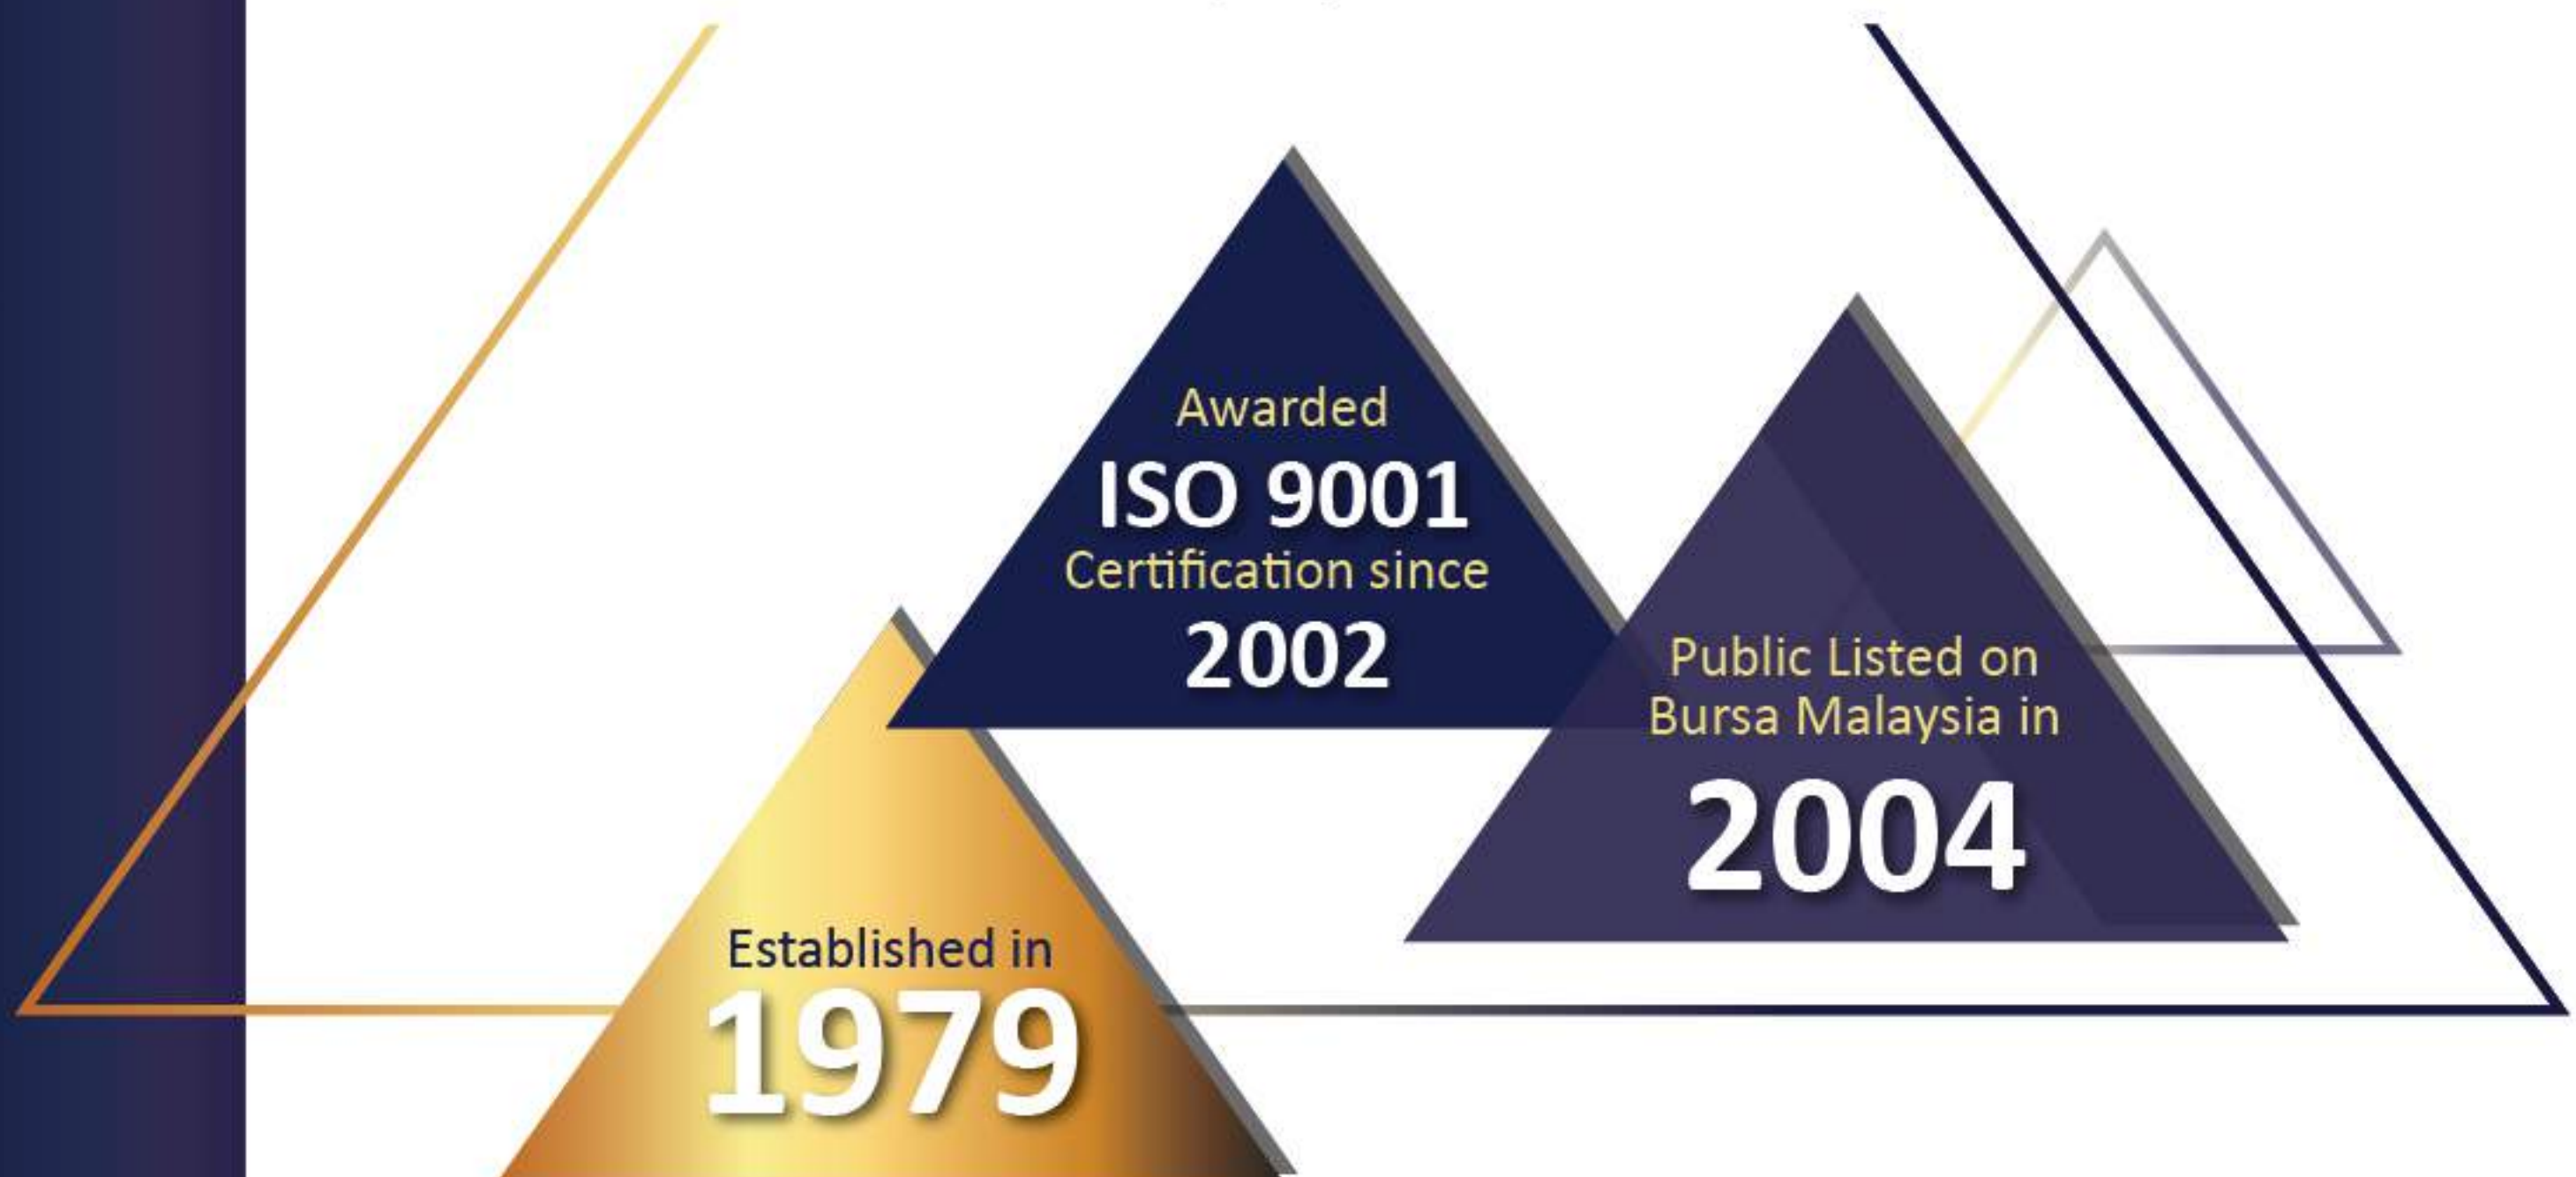 Awarded
ISO 9001
Certification since
2002
Public Listed on
Bursa Malaysia in
2004
Established in
1979